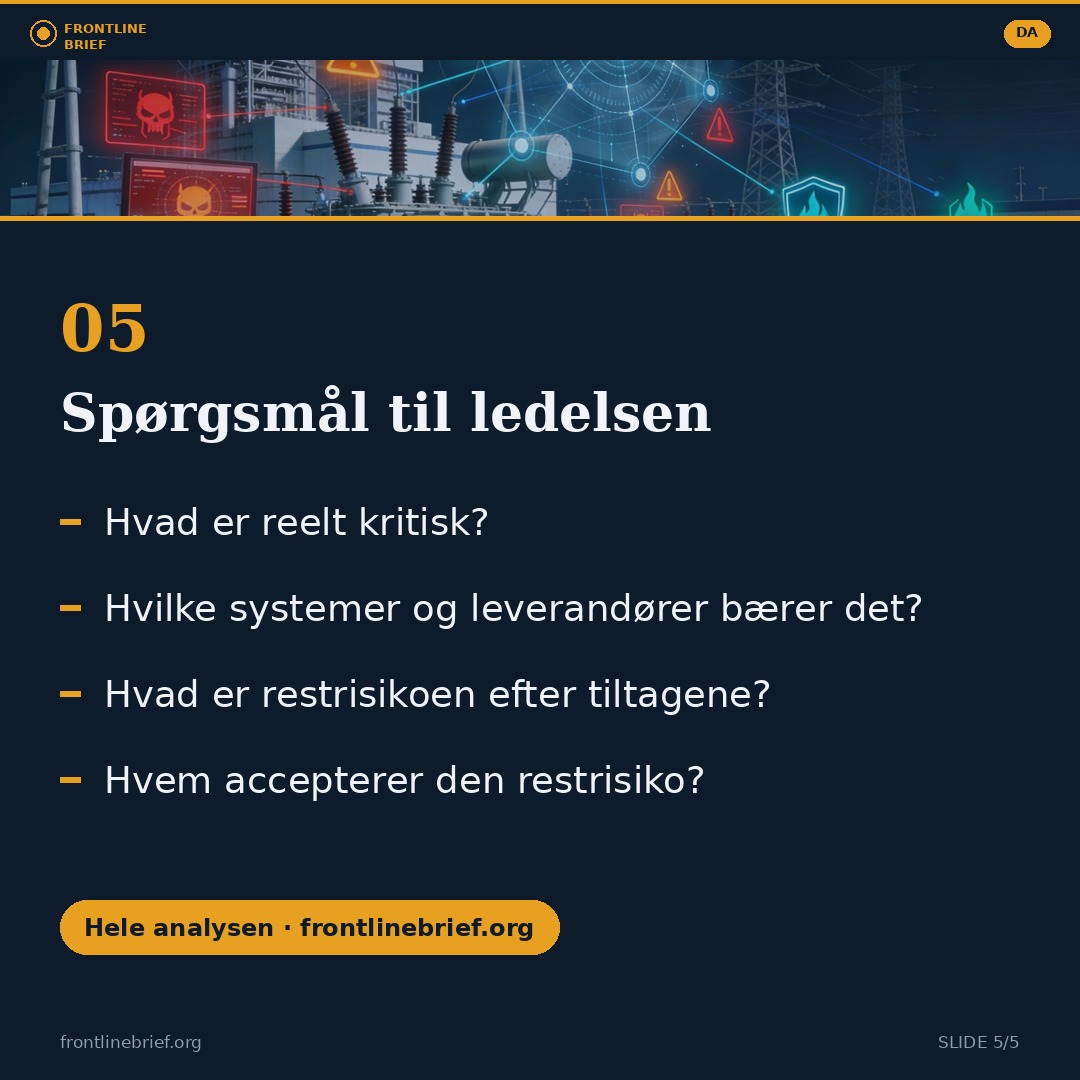 FRONTLINE
BRIEF
DA
05
Spørgsmål til ledelsen
Hvad er reelt kritisk?
Hvilke systemer og leverandører bærer det?
Hvad er restrisikoen efter tiltagene?
Hvem accepterer den restrisiko?
Hele analysen · frontlinebrief.org
frontlinebrief.org
SLIDE 5/5